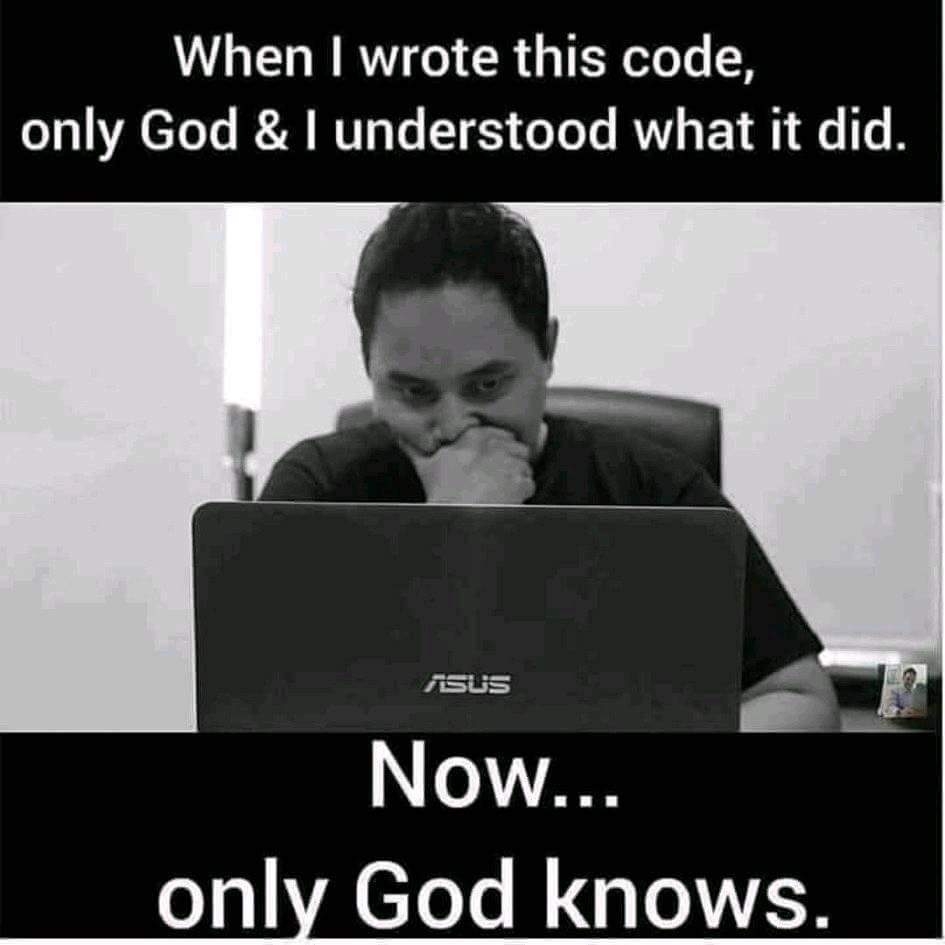 When I wrote this code,
only God & I understood what it did.
ASUS
Now...
only God knows.